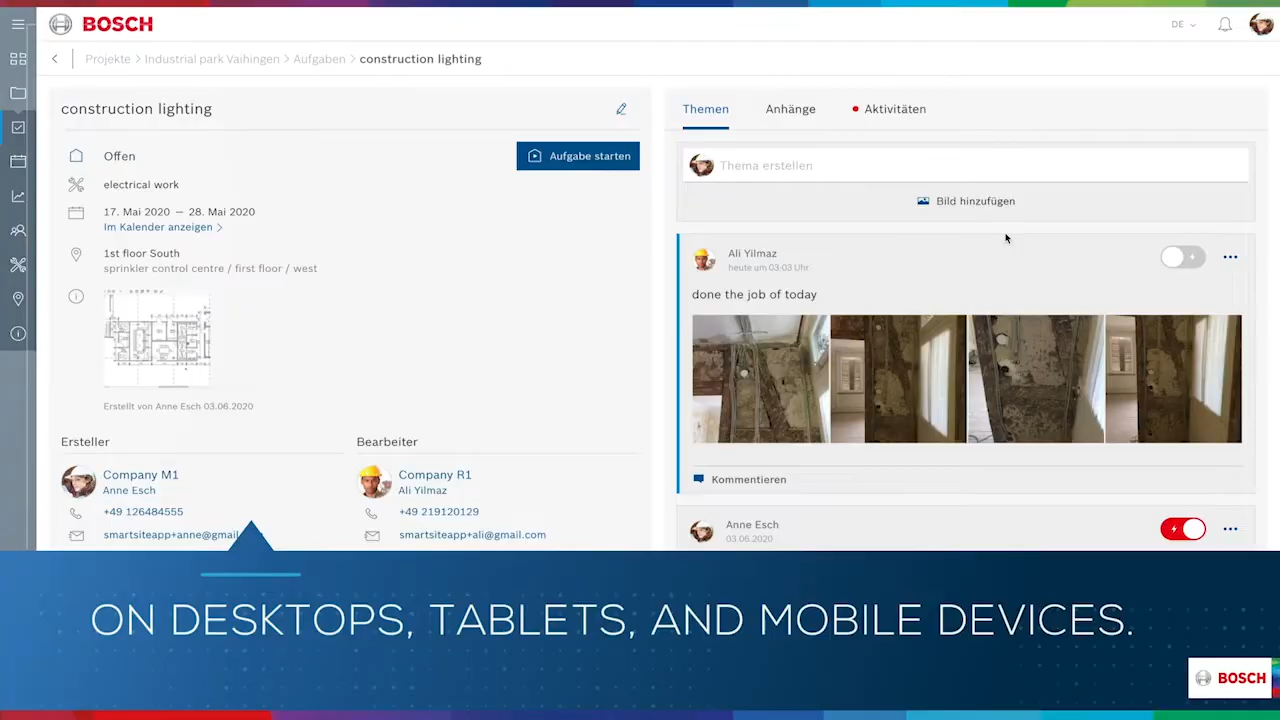 BOSCH
DE
Projekte > Industrial park Vaihingen > Aufgaben > construction lighting
construction lighting
Offen
Aufgabe starten
electrical work
17. Mai 2020 — 28. Mai 2020
Im Kalender anzeigen >
1st floor South
sprinkler control centre / first floor / west
Erstellt von Anne Esch 03.06.2020
Ersteller
Company M1
Anne Esch
+49 126484555
smartsiteapp+anne@gmail
Bearbeiter
Company R1
Ali Yilmaz
+49 219120129
smartsiteapp+ali@gmail.com
Themen
Anhänge
Aktivitäten
Thema erstellen
Bild hinzufügen
Ali Yilmaz
heute um 03:03 Uhr
done the job of today
Kommentieren
Anne Esch
03.06.2020
ON DESKTOPS, TABLETS, AND MOBILE DEVICES.
BOSCH